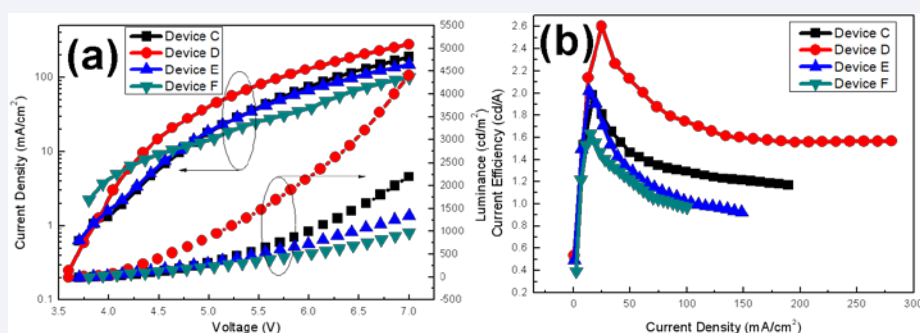 (a)
Device C
Device D
Device E
Device F
Current Density (mA/cm²)
100
10
1
0.1
3.5 4.0 4.5 5.0 5.5 6.0 6.5 7.0
Voltage (V)
5500
5000
4500
4000
3500
3000
2500
2000
1500
1000
500
0
-500
Luminance (cd/m²)
(b)
Device C
Device D
Device E
Device F
Current Efficiency (cd/A)
2.6
2.4
2.2
2.0
1.8
1.6
1.4
1.2
1.0
0.8
0.6
0.4
0.2
0 50 100 150 200 250 300
Current Density (mA/cm²)